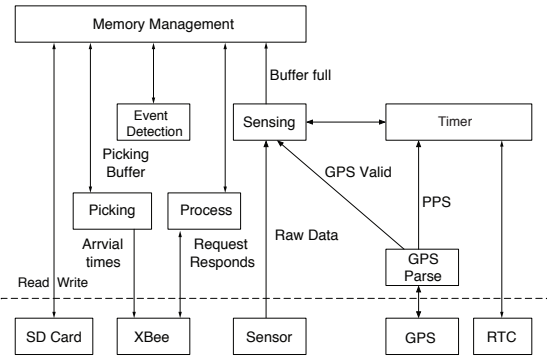 Memory Management
Buffer full
Event
Detection
Sensing
Timer
Picking
Buffer
GPS Valid
Picking
Process
PPS
Arrvial
times
Request
Responds
Raw Data
GPS
Parse
Read Write
SD Card
XBee
Sensor
GPS
RTC